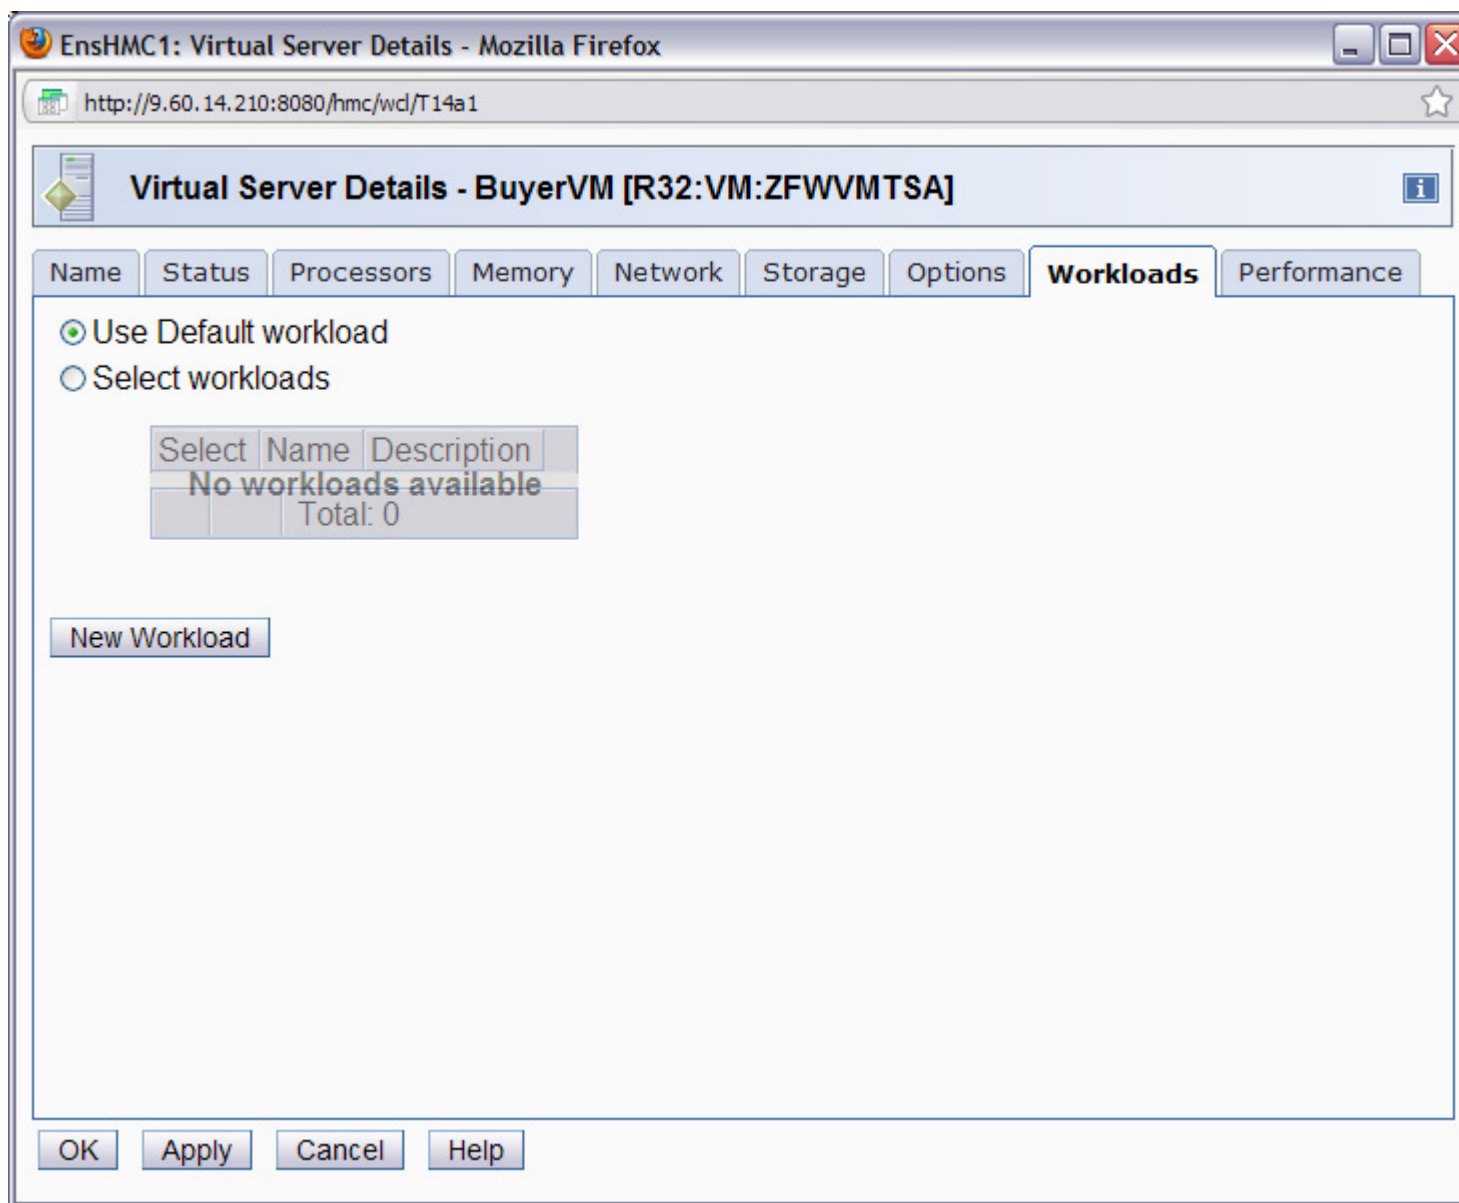 EnsHMC1: Virtual Server Details - Mozilla Firefox
http://9.60.14.210:8080/hmc/wcl/T14a1
Virtual Server Details - BuyerVM [R32:VM:ZFWVMTSA]
i
Name Status Processors Memory Network Storage Options Workloads Performance
Use Default workload
Select workloads
Select Name Description
No workloads available
Total: 0
New Workload
OK Apply Cancel Help